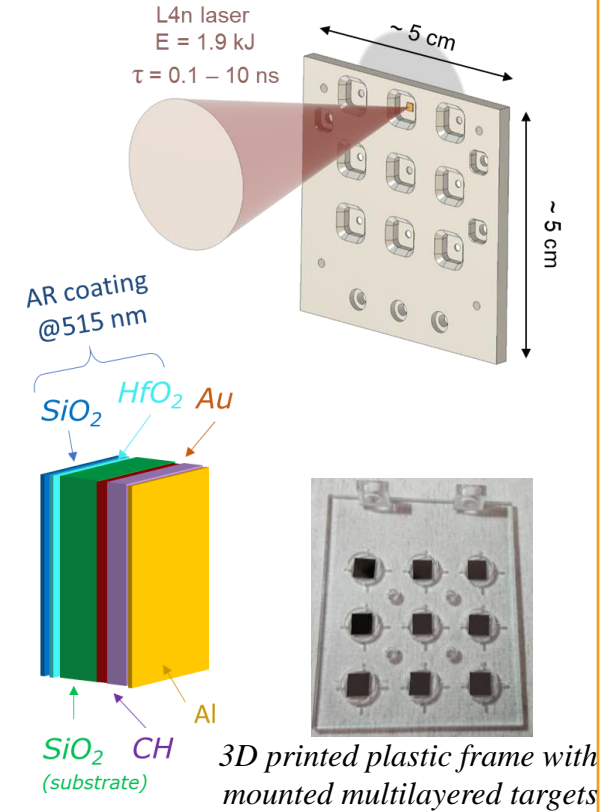 L4n laser
E = 1.9 kJ
τ = 0.1 – 10 ns
~ 5 cm
~ 5 cm
AR coating
@515 nm
SiO2
HfO2
Au
Al
SiO2
(substrate)
CH
3D printed plastic frame with
mounted multilayered targets